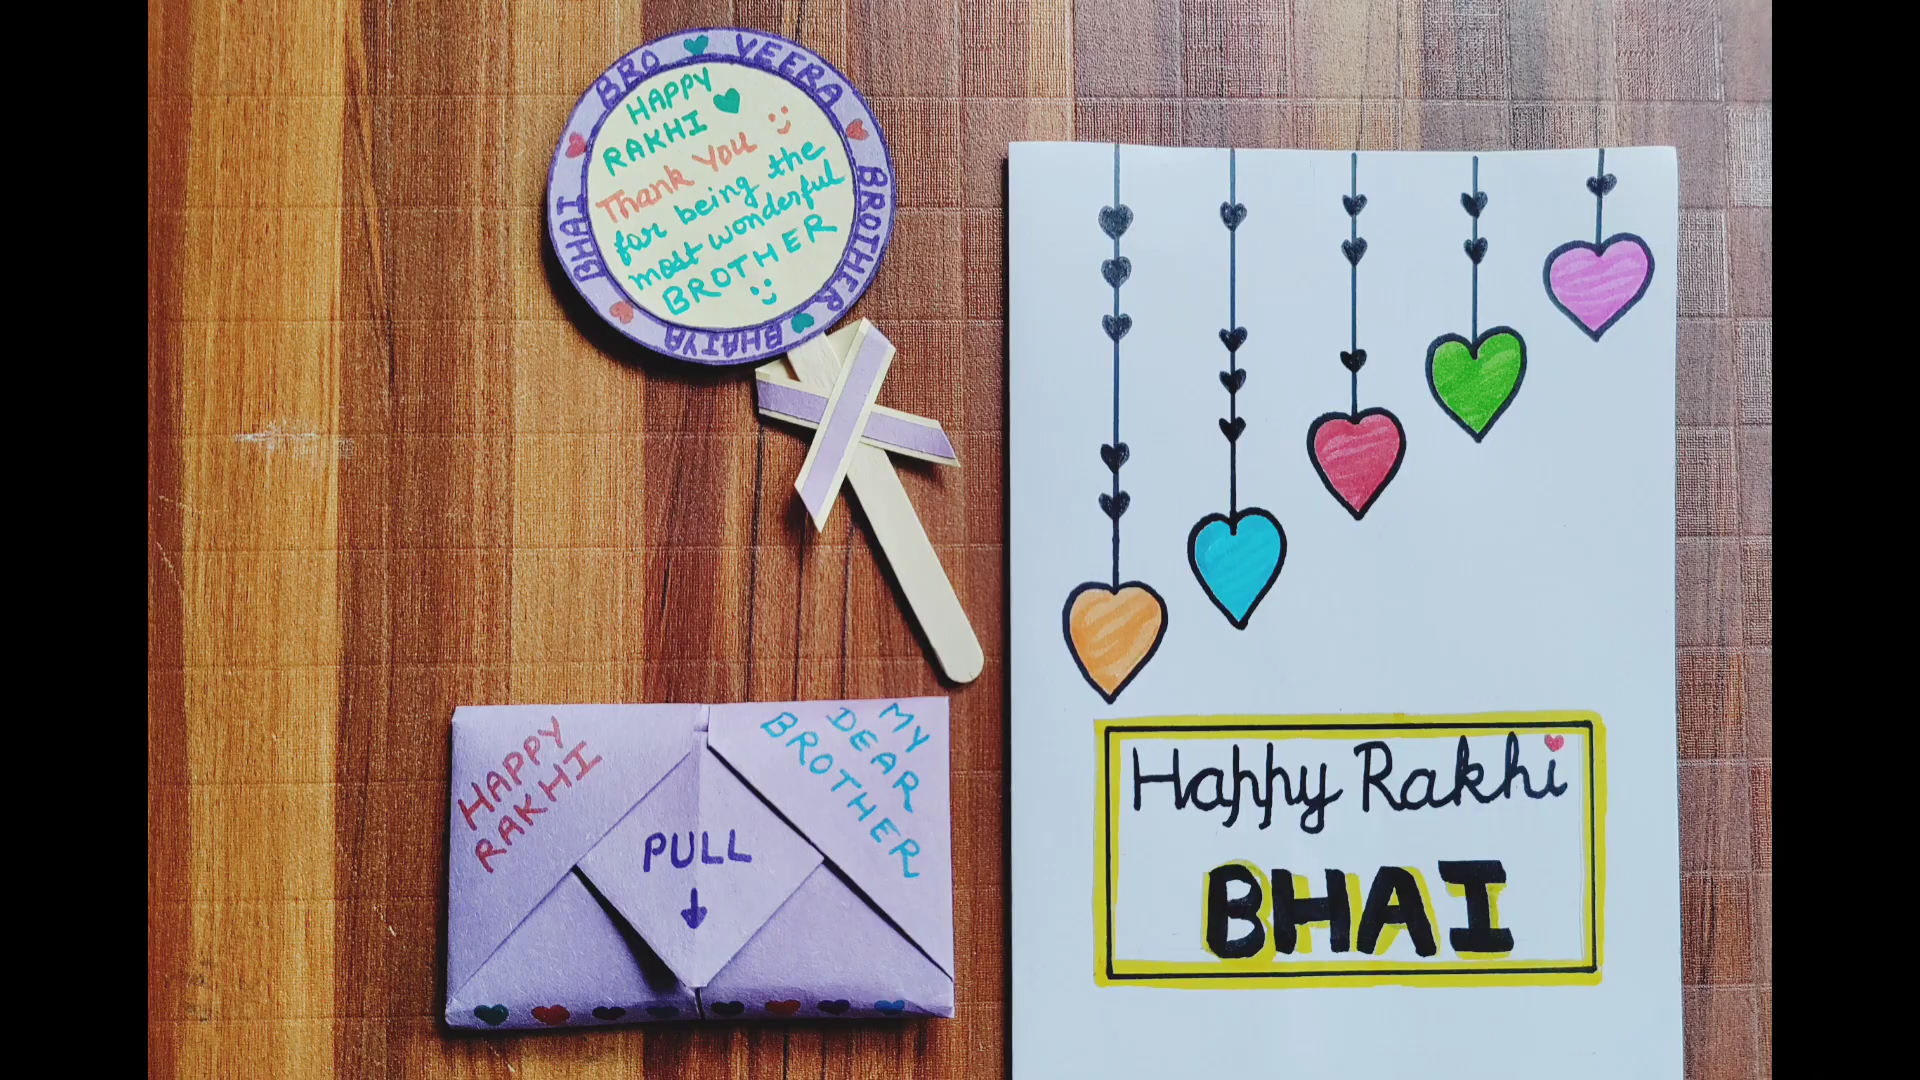 BRO VEERA BROTHER BHAIYA BHAI
HAPPY
RAKHI
Thank You
for being the
most wonderful
BROTHER
HAPPY
RAKHI
MY
DEAR
BROTHER
PULL
Happy Rakhi
BHAI